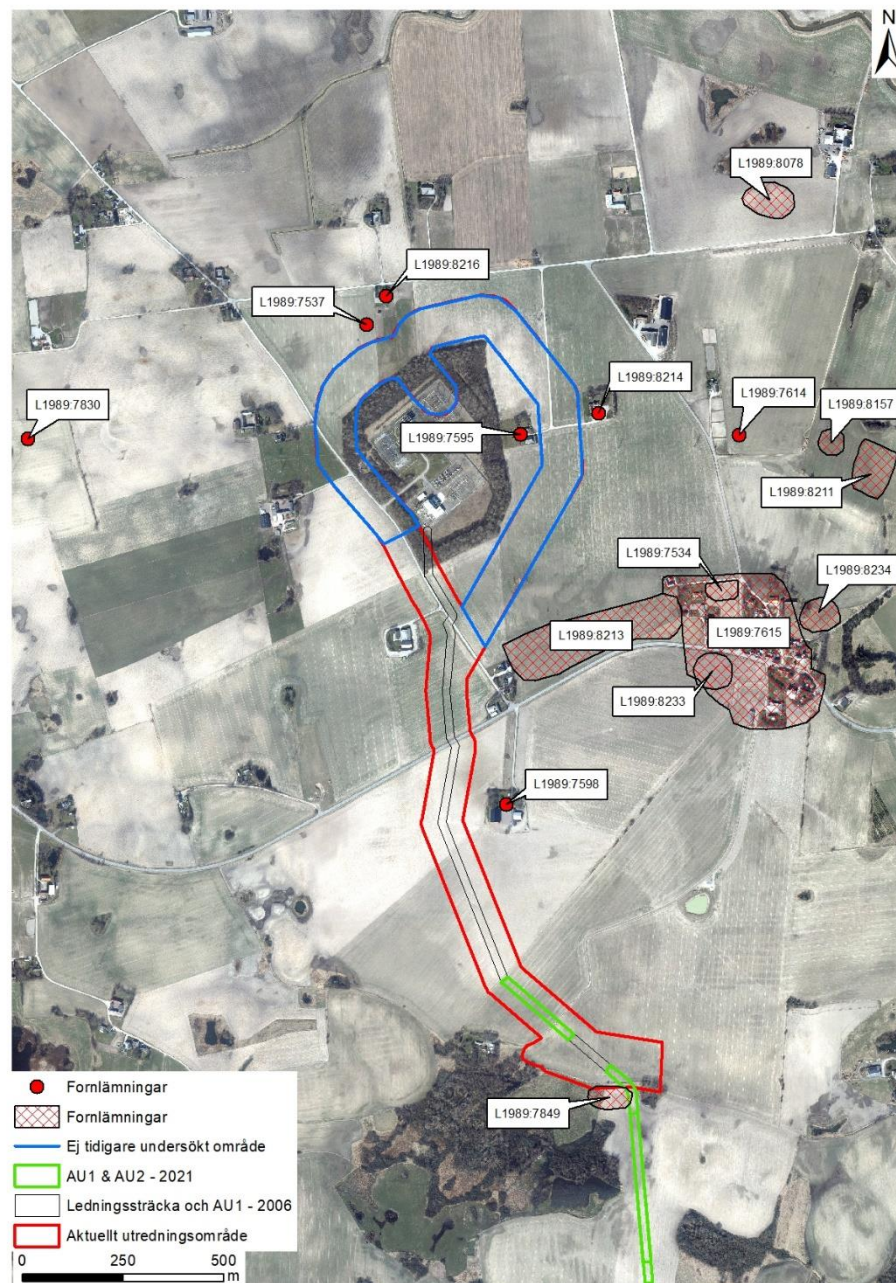 N
L1989:8078
L1989:8216
L1989:7537
L1989:8214
L1989:7830
L1989:7614
L1989:8157
L1989:7595
L1989:8211
L1989:7534
L1989:8234
L1989:8213
L1989:7615
L1989:8233
L1989:7598
L1989:7849
Fornlämningar
Fornlämningar
Ej tidigare undersökt område
AU1 & AU2 - 2021
Ledningssträcka och AU1 - 2006
Aktuellt utredningsområde
0 250 500
m